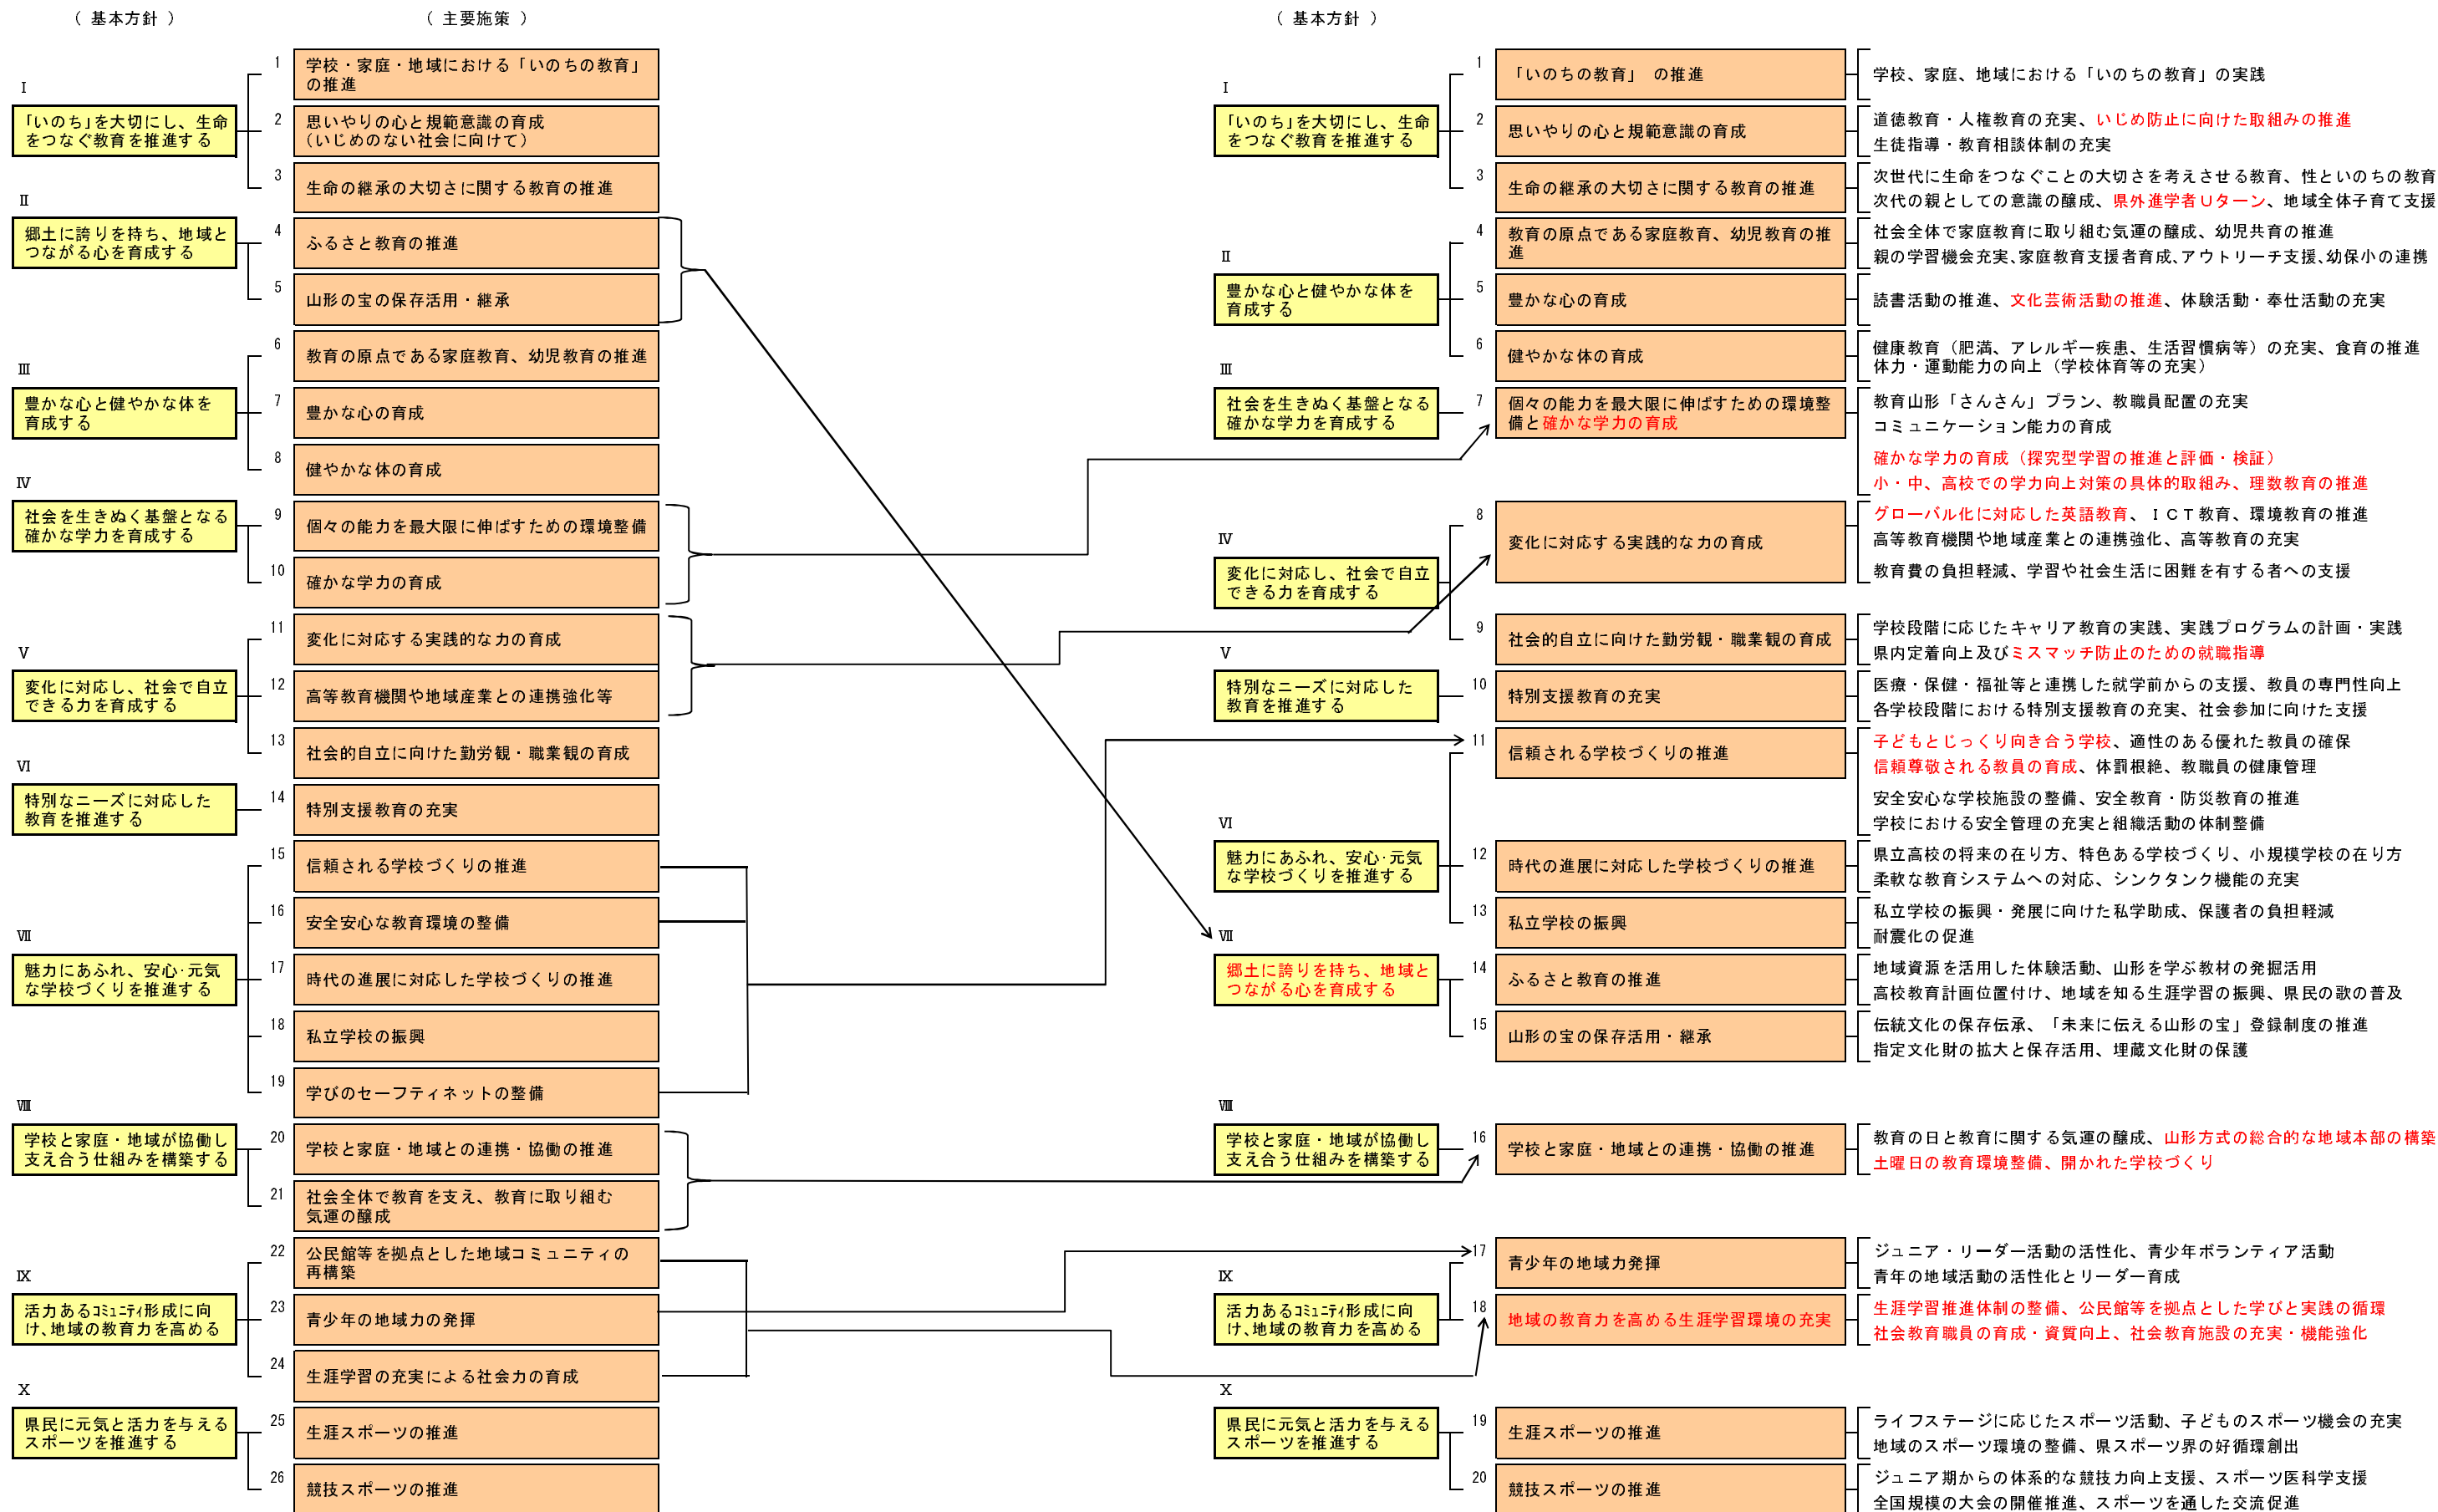 （ 基本方針 ）
（ 主要施策 ）
Ⅰ
「いのち」を大切にし、生命
をつなぐ教育を推進する
1
学校・家庭・地域における「いのちの教育」
の推進
2
思いやりの心と規範意識の育成
（いじめのない社会に向けて）
3
生命の継承の大切さに関する教育の推進
Ⅱ
郷土に誇りを持ち、地域と
つながる心を育成する
4
ふるさと教育の推進
5
山形の宝の保存活用・継承
Ⅲ
豊かな心と健やかな体を
育成する
6
教育の原点である家庭教育、幼児教育の推進
7
豊かな心の育成
8
健やかな体の育成
Ⅳ
社会を生きぬく基盤となる
確かな学力を育成する
9
個々の能力を最大限に伸ばすための環境整備
10
確かな学力の育成
Ⅴ
変化に対応し、社会で自立
できる力を育成する
11
変化に対応する実践的な力の育成
12
高等教育機関や地域産業との連携強化等
13
社会的自立に向けた勤労観・職業観の育成
Ⅵ
特別なニーズに対応した
教育を推進する
14
特別支援教育の充実
Ⅶ
魅力にあふれ、安心･元気
な学校づくりを推進する
15
信頼される学校づくりの推進
16
安全安心な教育環境の整備
17
時代の進展に対応した学校づくりの推進
18
私立学校の振興
19
学びのセーフティネットの整備
Ⅷ
学校と家庭・地域が協働し
支え合う仕組みを構築する
20
学校と家庭・地域との連携・協働の推進
21
社会全体で教育を支え、教育に取り組む
気運の醸成
Ⅸ
活力あるｺﾐｭﾆﾃｨ形成に向
け､地域の教育力を高める
22
公民館等を拠点とした地域コミュニティの
再構築
23
青少年の地域力の発揮
24
生涯学習の充実による社会力の育成
Ⅹ
県民に元気と活力を与える
スポーツを推進する
25
生涯スポーツの推進
26
競技スポーツの推進
（ 基本方針 ）
Ⅰ
「いのち」を大切にし、生命
をつなぐ教育を推進する
1
「いのちの教育」 の推進
学校、家庭、地域における「いのちの教育」の実践
2
思いやりの心と規範意識の育成
道徳教育・人権教育の充実、いじめ防止に向けた取組みの推進
生徒指導・教育相談体制の充実
3
生命の継承の大切さに関する教育の推進
次世代に生命をつなぐことの大切さを考えさせる教育、性といのちの教育
次代の親としての意識の醸成、県外進学者Ｕターン、地域全体子育て支援
Ⅱ
豊かな心と健やかな体を
育成する
4
教育の原点である家庭教育、幼児教育の推
進
社会全体で家庭教育に取り組む気運の醸成、幼児共育の推進
親の学習機会充実､家庭教育支援者育成､アウトリーチ支援､幼保小の連携
5
豊かな心の育成
読書活動の推進、文化芸術活動の推進、体験活動・奉仕活動の充実
6
健やかな体の育成
健康教育（肥満、アレルギー疾患、生活習慣病等）の充実、食育の推進
体力・運動能力の向上（学校体育等の充実）
Ⅲ
社会を生きぬく基盤となる
確かな学力を育成する
7
個々の能力を最大限に伸ばすための環境整
備と確かな学力の育成
教育山形「さんさん」プラン、教職員配置の充実
コミュニケーション能力の育成
確かな学力の育成（探究型学習の推進と評価・検証）
小・中、高校での学力向上対策の具体的取組み、理数教育の推進
Ⅳ
変化に対応し、社会で自立
できる力を育成する
8
変化に対応する実践的な力の育成
グローバル化に対応した英語教育、ＩＣＴ教育、環境教育の推進
高等教育機関や地域産業との連携強化、高等教育の充実
教育費の負担軽減、学習や社会生活に困難を有する者への支援
9
社会的自立に向けた勤労観・職業観の育成
学校段階に応じたキャリア教育の実践、実践プログラムの計画・実践
県内定着向上及びミスマッチ防止のための就職指導
Ⅴ
特別なニーズに対応した
教育を推進する
10
特別支援教育の充実
医療・保健・福祉等と連携した就学前からの支援、教員の専門性向上
各学校段階における特別支援教育の充実、社会参加に向けた支援
Ⅵ
魅力にあふれ、安心･元気
な学校づくりを推進する
11
信頼される学校づくりの推進
子どもとじっくり向き合う学校、適性のある優れた教員の確保
信頼尊敬される教員の育成、体罰根絶、教職員の健康管理
安全安心な学校施設の整備、安全教育・防災教育の推進
学校における安全管理の充実と組織活動の体制整備
12
時代の進展に対応した学校づくりの推進
県立高校の将来の在り方、特色ある学校づくり、小規模学校の在り方
柔軟な教育システムへの対応、シンクタンク機能の充実
13
私立学校の振興
私立学校の振興・発展に向けた私学助成、保護者の負担軽減
耐震化の促進
Ⅶ
郷土に誇りを持ち、地域と
つながる心を育成する
14
ふるさと教育の推進
地域資源を活用した体験活動、山形を学ぶ教材の発掘活用
高校教育計画位置付け、地域を知る生涯学習の振興、県民の歌の普及
15
山形の宝の保存活用・継承
伝統文化の保存伝承、「未来に伝える山形の宝」登録制度の推進
指定文化財の拡大と保存活用、埋蔵文化財の保護
Ⅷ
学校と家庭・地域が協働し
支え合う仕組みを構築する
16
学校と家庭・地域との連携・協働の推進
教育の日と教育に関する気運の醸成、山形方式の総合的な地域本部の構築
土曜日の教育環境整備、開かれた学校づくり
Ⅸ
活力あるｺﾐｭﾆﾃｨ形成に向
け､地域の教育力を高める
17
青少年の地域力発揮
ジュニア・リーダー活動の活性化、青少年ボランティア活動
青年の地域活動の活性化とリーダー育成
18
地域の教育力を高める生涯学習環境の充実
生涯学習推進体制の整備、公民館等を拠点とした学びと実践の循環
社会教育職員の育成・資質向上、社会教育施設の充実・機能強化
Ⅹ
県民に元気と活力を与える
スポーツを推進する
19
生涯スポーツの推進
ライフステージに応じたスポーツ活動、子どものスポーツ機会の充実
地域のスポーツ環境の整備、県スポーツ界の好循環創出
20
競技スポーツの推進
ジュニア期からの体系的な競技力向上支援、スポーツ医科学支援
全国規模の大会の開催推進、スポーツを通した交流促進